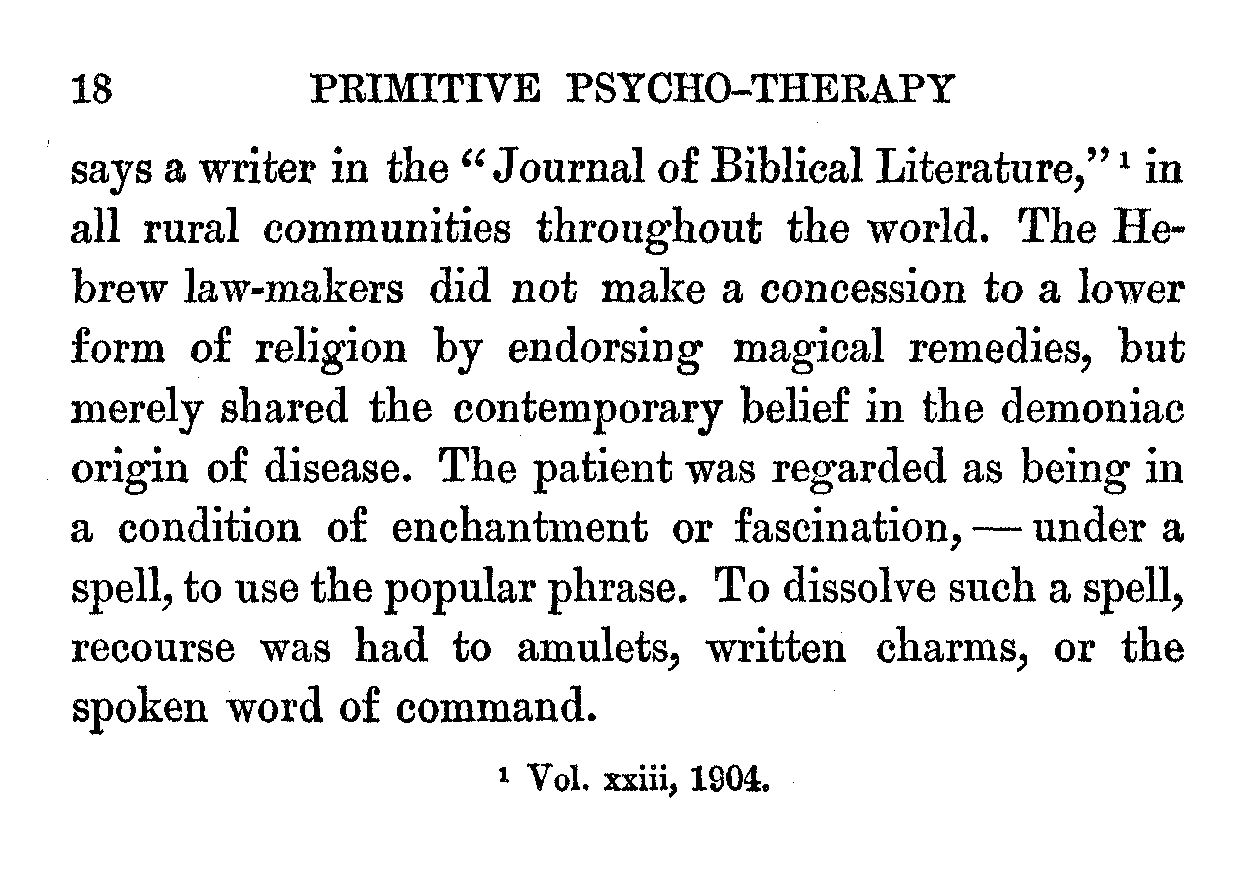 18 PRIMITIVE PSYCHO-THERAPY
says a writer in the “Journal of Biblical Literature,” ¹ in
all rural communities throughout the world. The He-
brew law-makers did not make a concession to a lower
form of religion by endorsing magical remedies, but
merely shared the contemporary belief in the demoniac
origin of disease. The patient was regarded as being in
a condition of enchantment or fascination, — under a
spell, to use the popular phrase. To dissolve such a spell,
recourse was had to amulets, written charms, or the
spoken word of command.
¹ Vol. xxiii, 1904.